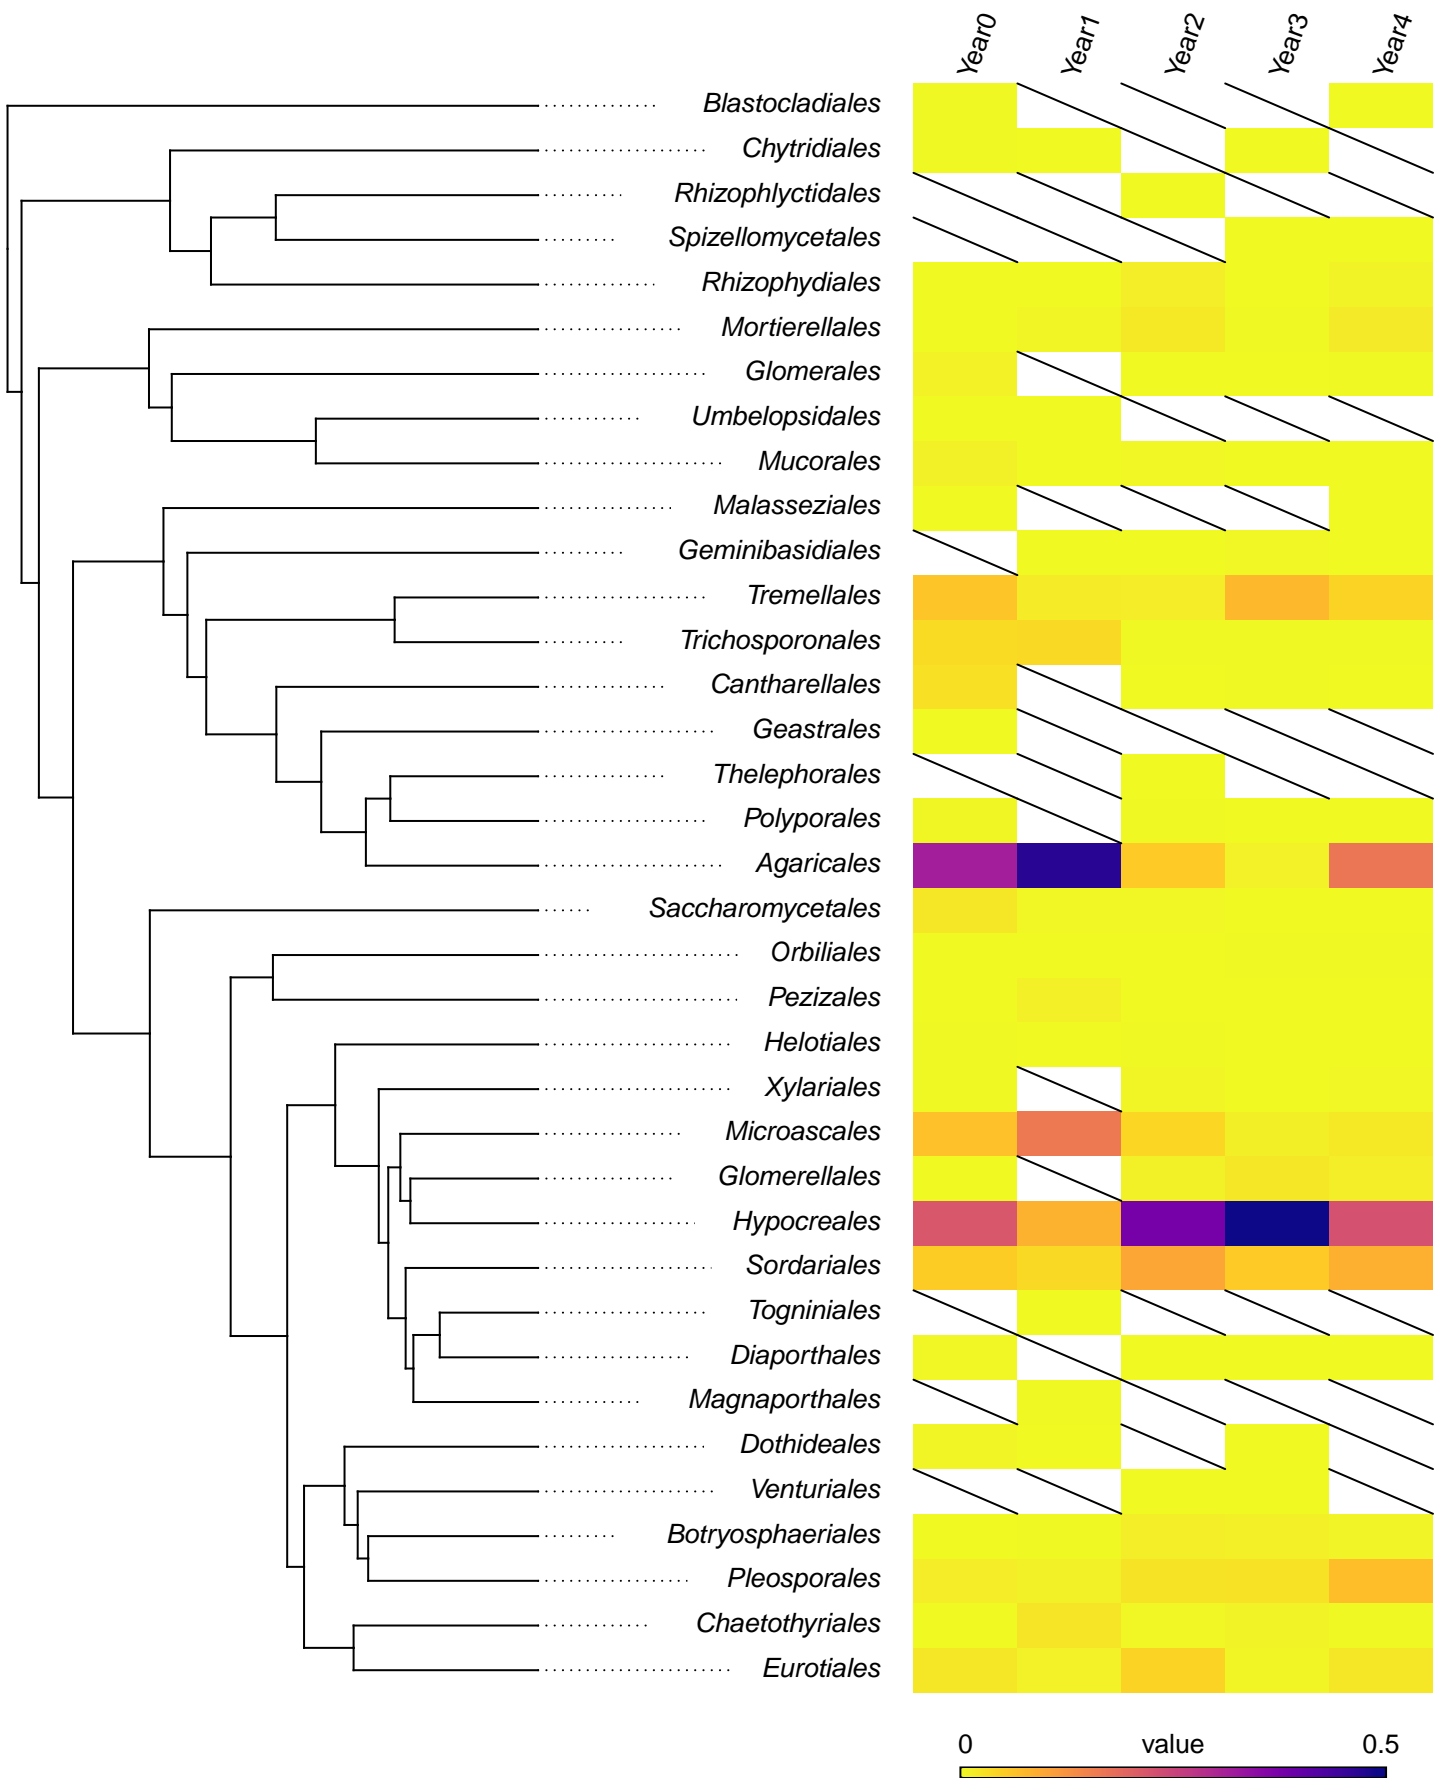 Year0 Year1 Year2 Year3 Year4
Blastocladiales
Chytridiales
Rhizophlyctidales
Spizellomycetales
Rhizophydiales
Mortierellales
Glomerales
Umbelopsidales
Mucorales
Malasseziales
Geminibasidiales
Tremellales
Trichosporonales
Cantharellales
Geastrales
Thelephorales
Polyporales
Agaricales
Saccharomycetales
Orbiliales
Pezizales
Helotiales
Xylariales
Microascales
Glomerellales
Hypocreales
Sordariales
Togniniales
Diaporthales
Magnaporthales
Dothideales
Venturiales
Botryosphaeriales
Pleosporales
Chaetothyriales
Eurotiales
0 value 0.5